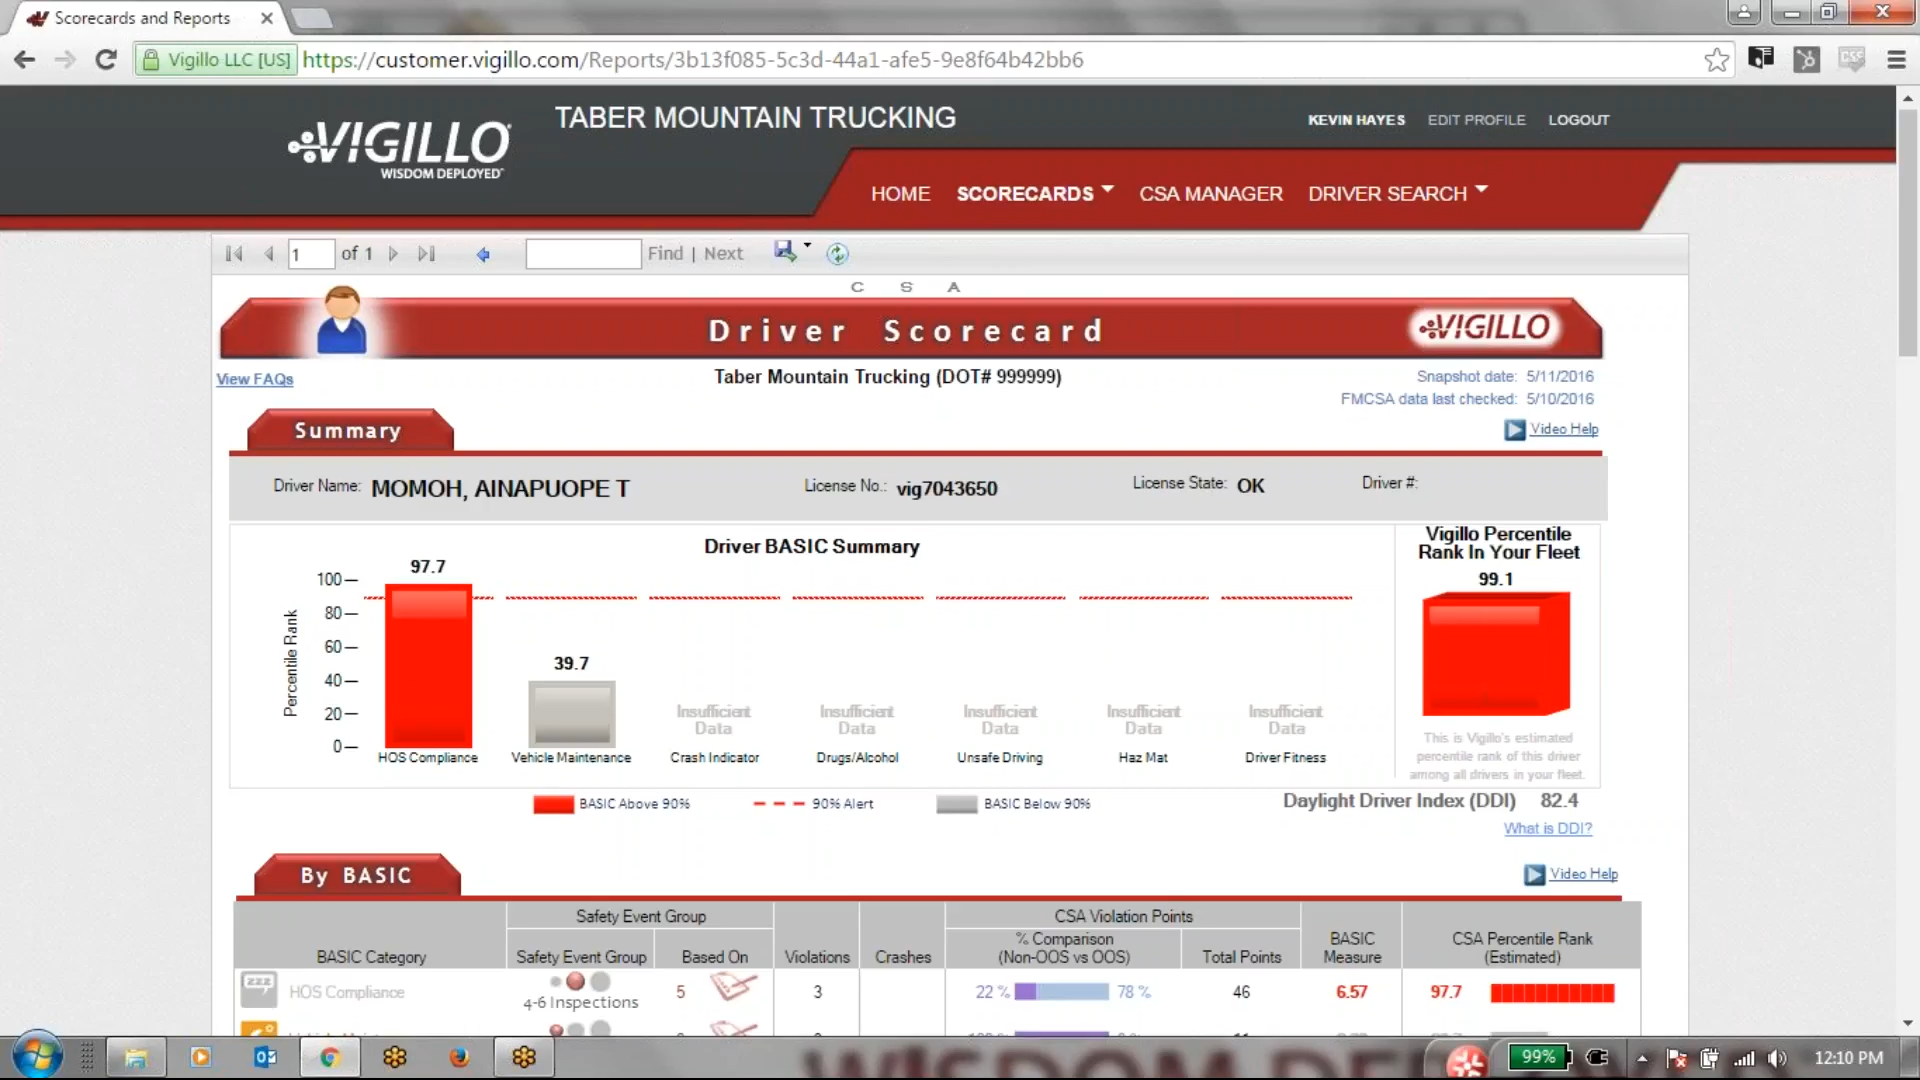 Scorecards and Reports
Vigillo LLC [US] https://customer.vigillo.com/Reports/3b13f085-5c3d-44a1-afe5-9e8f64b42bb6
VIGILLO
WISDOM DEPLOYED
TABER MOUNTAIN TRUCKING
KEVIN HAYES EDIT PROFILE LOGOUT
HOME SCORECARDS CSA MANAGER DRIVER SEARCH
1 of 1 Find | Next
C S A
Driver Scorecard
VIGILLO
View FAQs
Taber Mountain Trucking (DOT# 999999)
Snapshot date: 5/11/2016
FMCSA data last checked: 5/10/2016
Summary
Video Help
Driver Name: MOMOH, AINAPUOPE T License No.: vig7043650 License State: OK Driver #:
Driver BASIC Summary
Percentile Rank
100
80
60
40
20
0
97.7
HOS Compliance
39.7
Vehicle Maintenance
Insufficient
Data
Crash Indicator
Insufficient
Data
Drugs/Alcohol
Insufficient
Data
Unsafe Driving
Insufficient
Data
Haz Mat
Insufficient
Data
Driver Fitness
Vigillo Percentile
Rank In Your Fleet
99.1
This is Vigillo's estimated
percentile rank of this driver
among all drivers in your fleet.
BASIC Above 90% 90% Alert BASIC Below 90%
Daylight Driver Index (DDI) 82.4
What is DDI?
By BASIC
Video Help
Safety Event Group CSA Violation Points
BASIC Category Safety Event Group Based On Violations Crashes
% Comparison
(Non-OOS vs OOS)
Total Points
BASIC
Measure
CSA Percentile Rank
(Estimated)
zzz HOS Compliance 4-6 Inspections 5 3 22 % 78 % 46 6.57 97.7
WISDOM
99% 12:10 PM